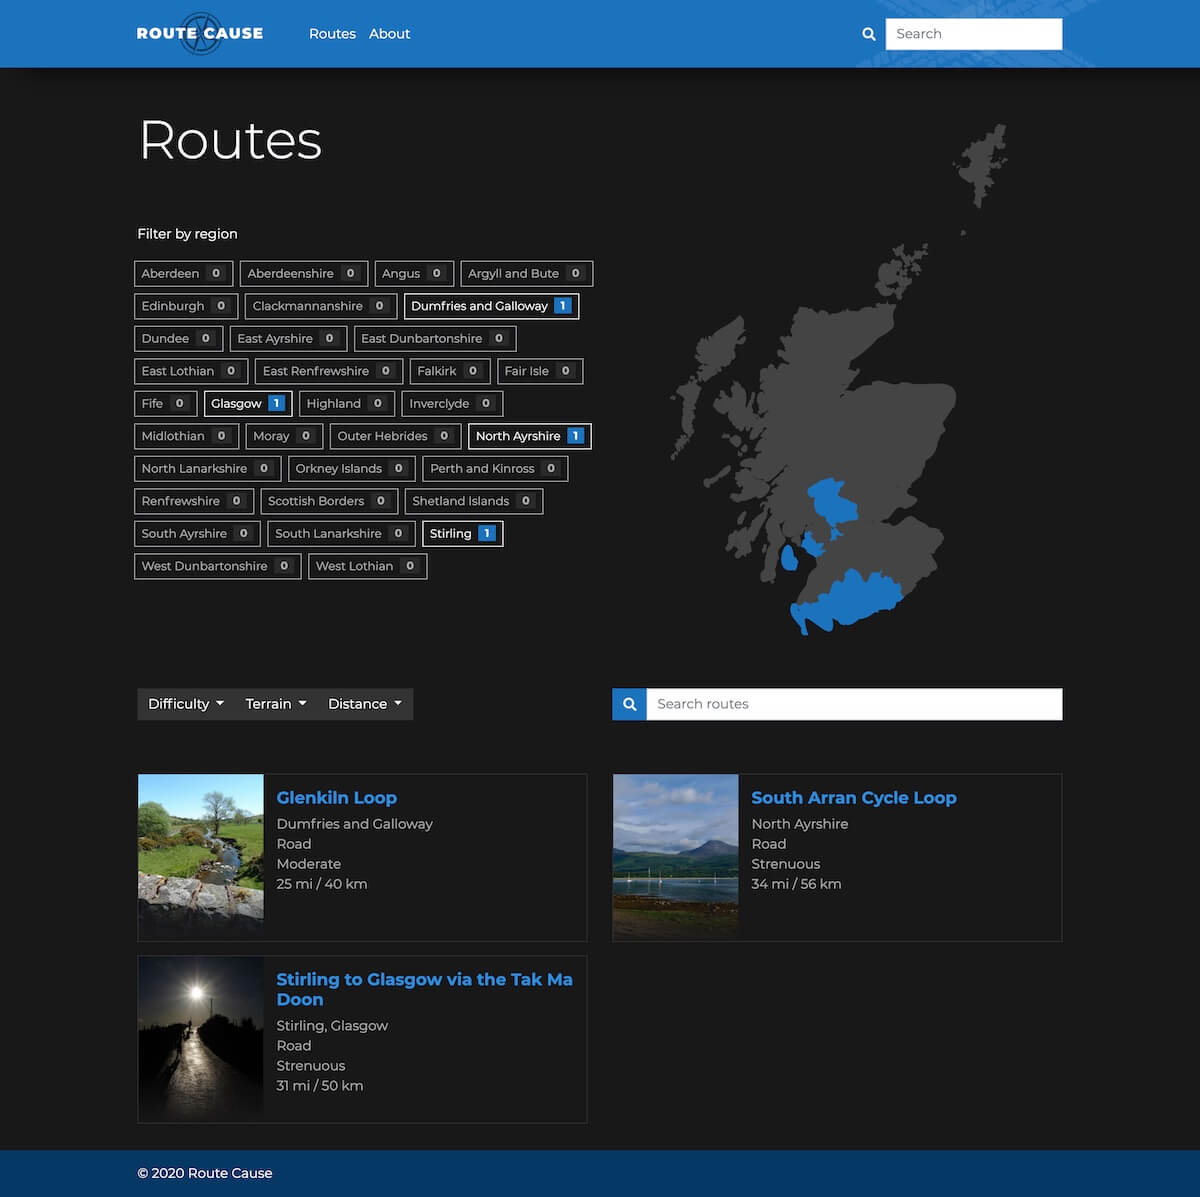 ROUTE CAUSE
Routes About
Search
Routes
Filter by region
Aberdeen 0 Aberdeenshire 0 Angus 0 Argyll and Bute 0
Edinburgh 0 Clackmannanshire 0 Dumfries and Galloway 1
Dundee 0 East Ayrshire 0 East Dunbartonshire 0
East Lothian 0 East Renfrewshire 0 Falkirk 0 Fair Isle 0
Fife 0 Glasgow 1 Highland 0 Inverclyde 0
Midlothian 0 Moray 0 Outer Hebrides 0 North Ayrshire 1
North Lanarkshire 0 Orkney Islands 0 Perth and Kinross 0
Renfrewshire 0 Scottish Borders 0 Shetland Islands 0
South Ayrshire 0 South Lanarkshire 0 Stirling 1
West Dunbartonshire 0 West Lothian 0
Difficulty Terrain Distance
Search routes
Glenkiln Loop
Dumfries and Galloway
Road
Moderate
25 mi / 40 km
South Arran Cycle Loop
North Ayrshire
Road
Strenuous
34 mi / 56 km
Stirling to Glasgow via the Tak Ma
Doon
Stirling, Glasgow
Road
Strenuous
31 mi / 50 km
© 2020 Route Cause